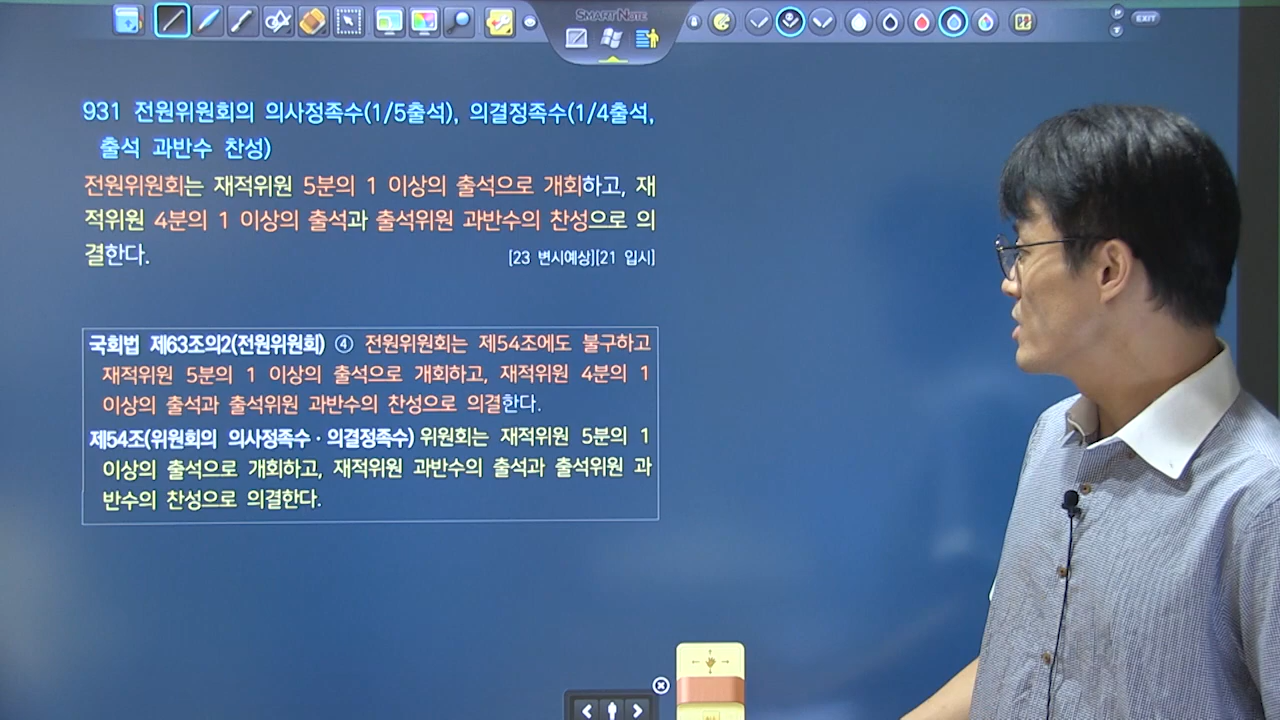 SMART NOTE
EXIT
931 전원위원회의 의사정족수(1/5출석), 의결정족수(1/4출석,
출석 과반수 찬성)
전원위원회는 재적위원 5분의 1 이상의 출석으로 개회하고, 재
적위원 4분의 1 이상의 출석과 출석위원 과반수의 찬성으로 의
결한다. [23 변시예상][21 입시]
국회법 제63조의2(전원위원회) ④ 전원위원회는 제54조에도 불구하고
재적위원 5분의 1 이상의 출석으로 개회하고, 재적위원 4분의 1
이상의 출석과 출석위원 과반수의 찬성으로 의결한다.
제54조(위원회의 의사정족수·의결정족수) 위원회는 재적위원 5분의 1
이상의 출석으로 개회하고, 재적위원 과반수의 출석과 출석위원 과
반수의 찬성으로 의결한다.